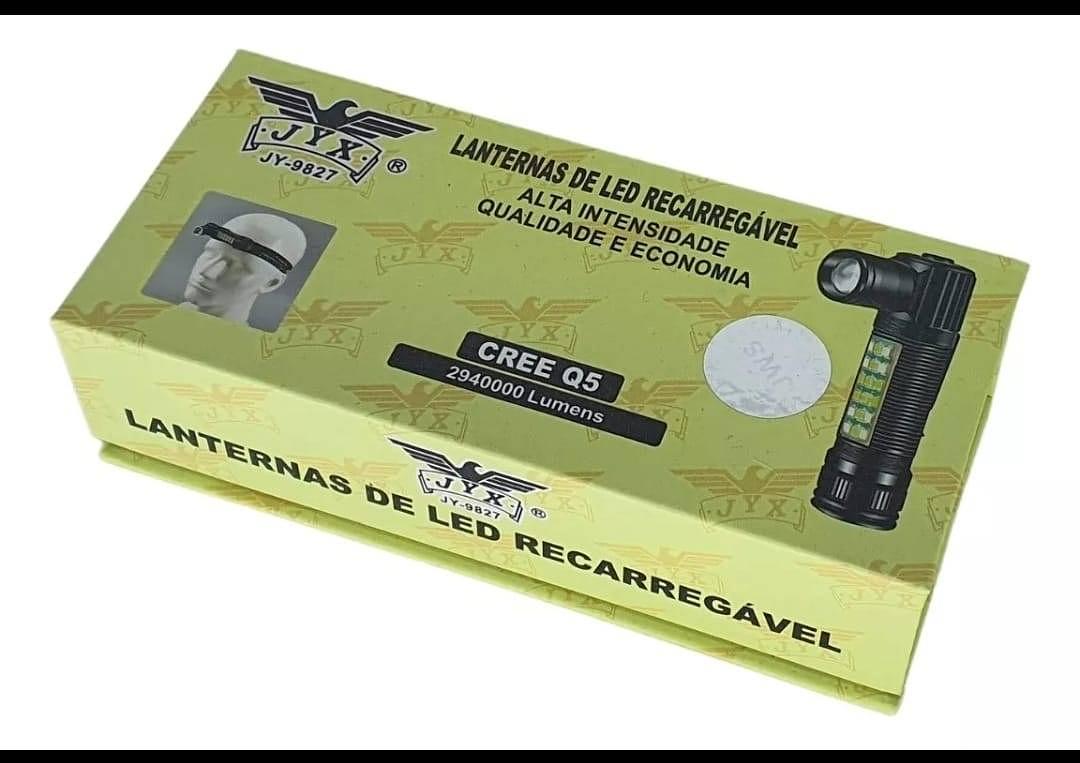 JYX
JY-9827
®
LANTERNAS DE LED RECARREGÁVEL
ALTA INTENSIDADE
QUALIDADE E ECONOMIA
CREE Q5
2940000 Lumens
JYX
JY-9827
®
LANTERNAS DE LED RECARREGÁVEL